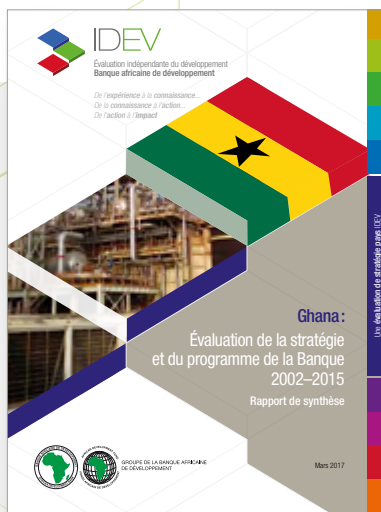 IDEV
Évaluation indépendante du développement
Banque africaine de développement
De l'expérience à la connaissance...
De la connaissance à l'action...
De l'action à l'impact
Une évaluation de stratégie pays IDEV
Ghana :
Évaluation de la stratégie
et du programme de la Banque
2002–2015
Rapport de synthèse
GROUPE DE LA BANQUE AFRICAINE
DE DÉVELOPPEMENT
Mars 2017